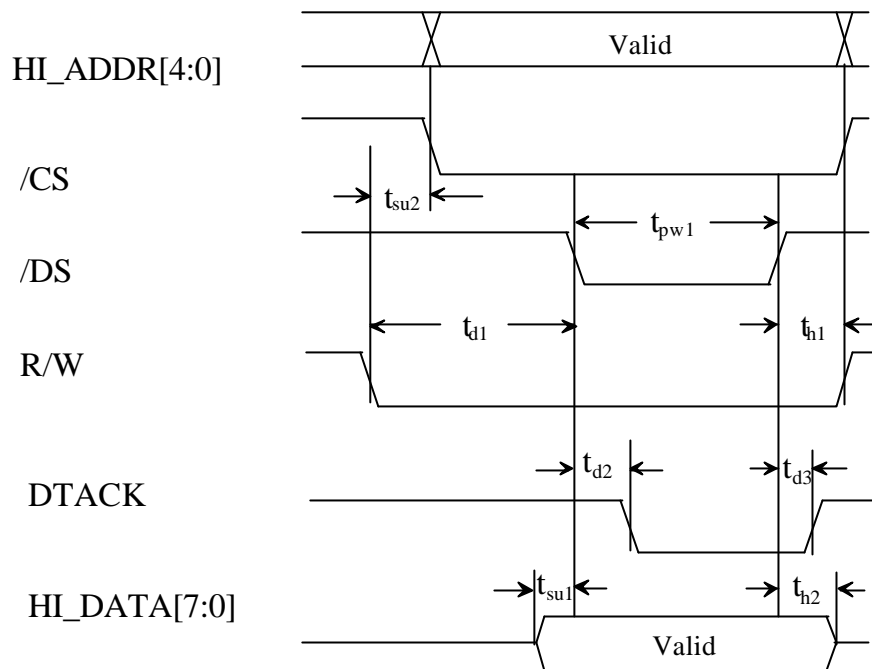 Valid
HI_ADDR[4:0]
/CS
tsu2
tpw1
/DS
td1
th1
R/W
td2
td3
DTACK
tsu1
th2
HI_DATA[7:0]
Valid